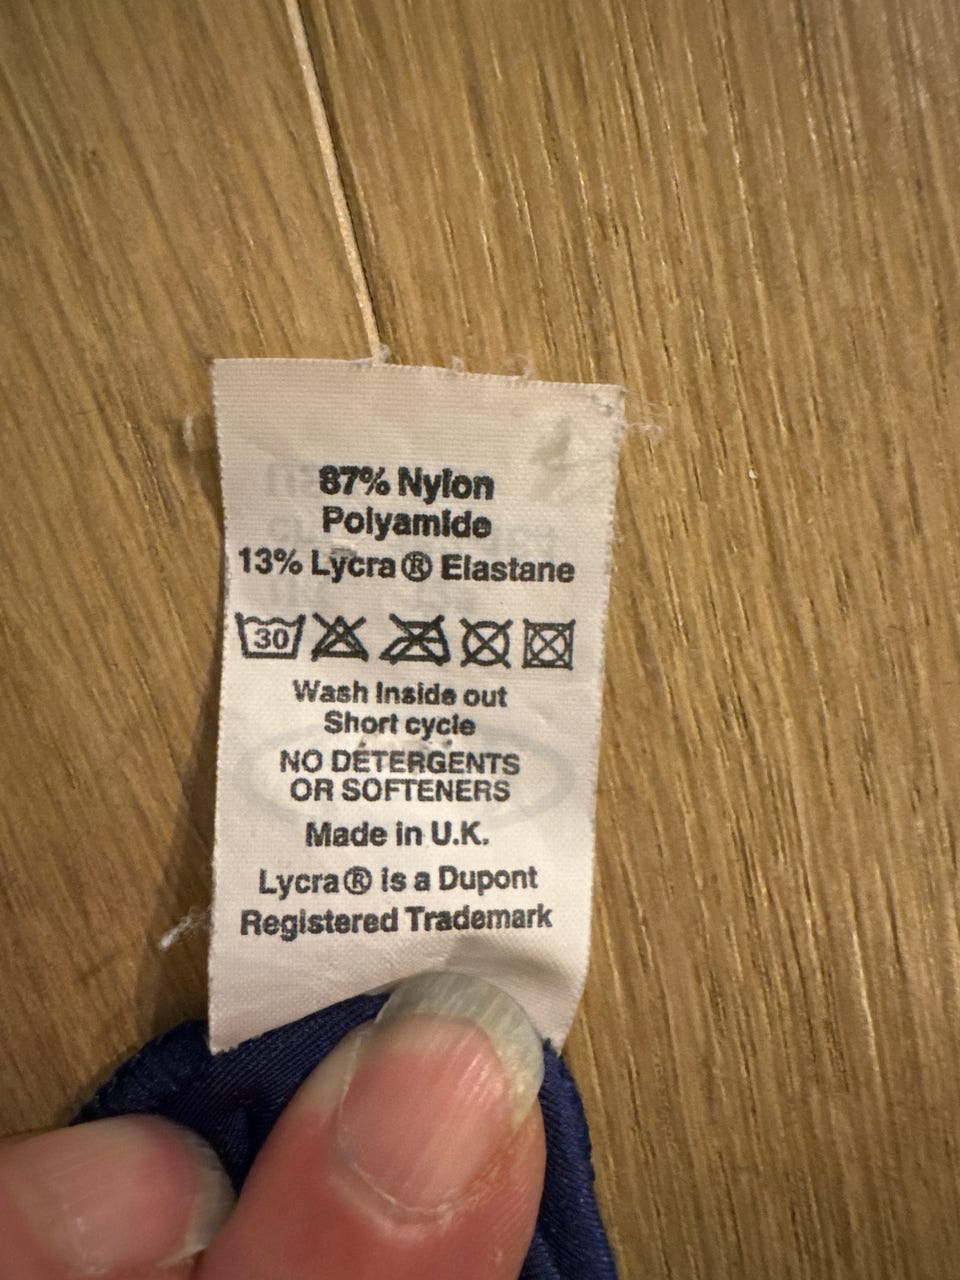 87% Nylon
Polyamide
13% Lycra® Elastane
30
Wash Inside out
Short cycle
NO DETERGENTS
OR SOFTENERS
Made in U.K.
Lycra® is a Dupont
Registered Trademark